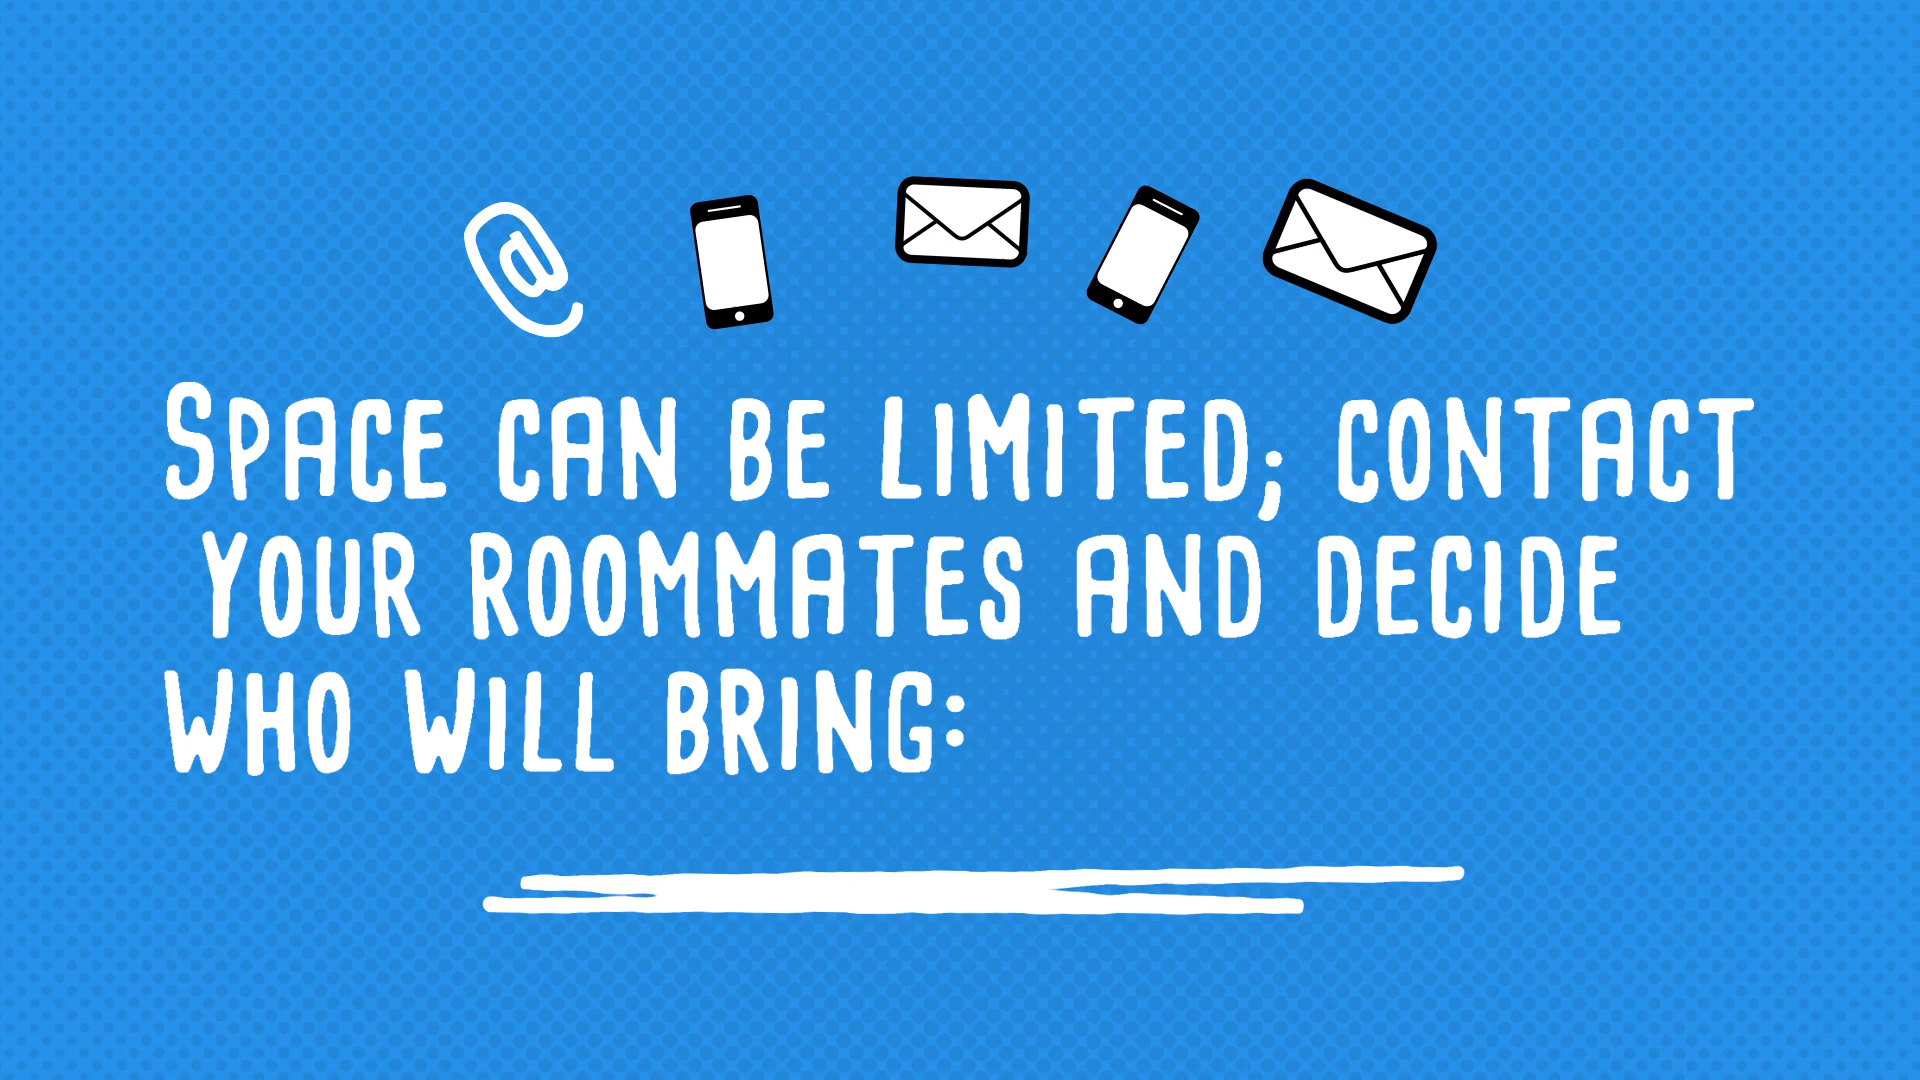 @
Space can be limited; contact
your roommates and decide
who will bring: